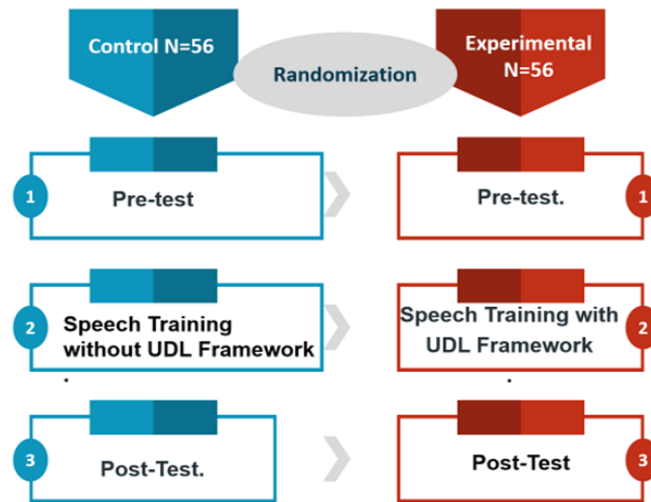 Control N=56
Randomization
Experimental
N=56
1
Pre-test
Pre-test.
1
2
Speech Training
without UDL Framework
.
Speech Training with
UDL Framework
.
2
3
Post-Test.
Post-Test
3